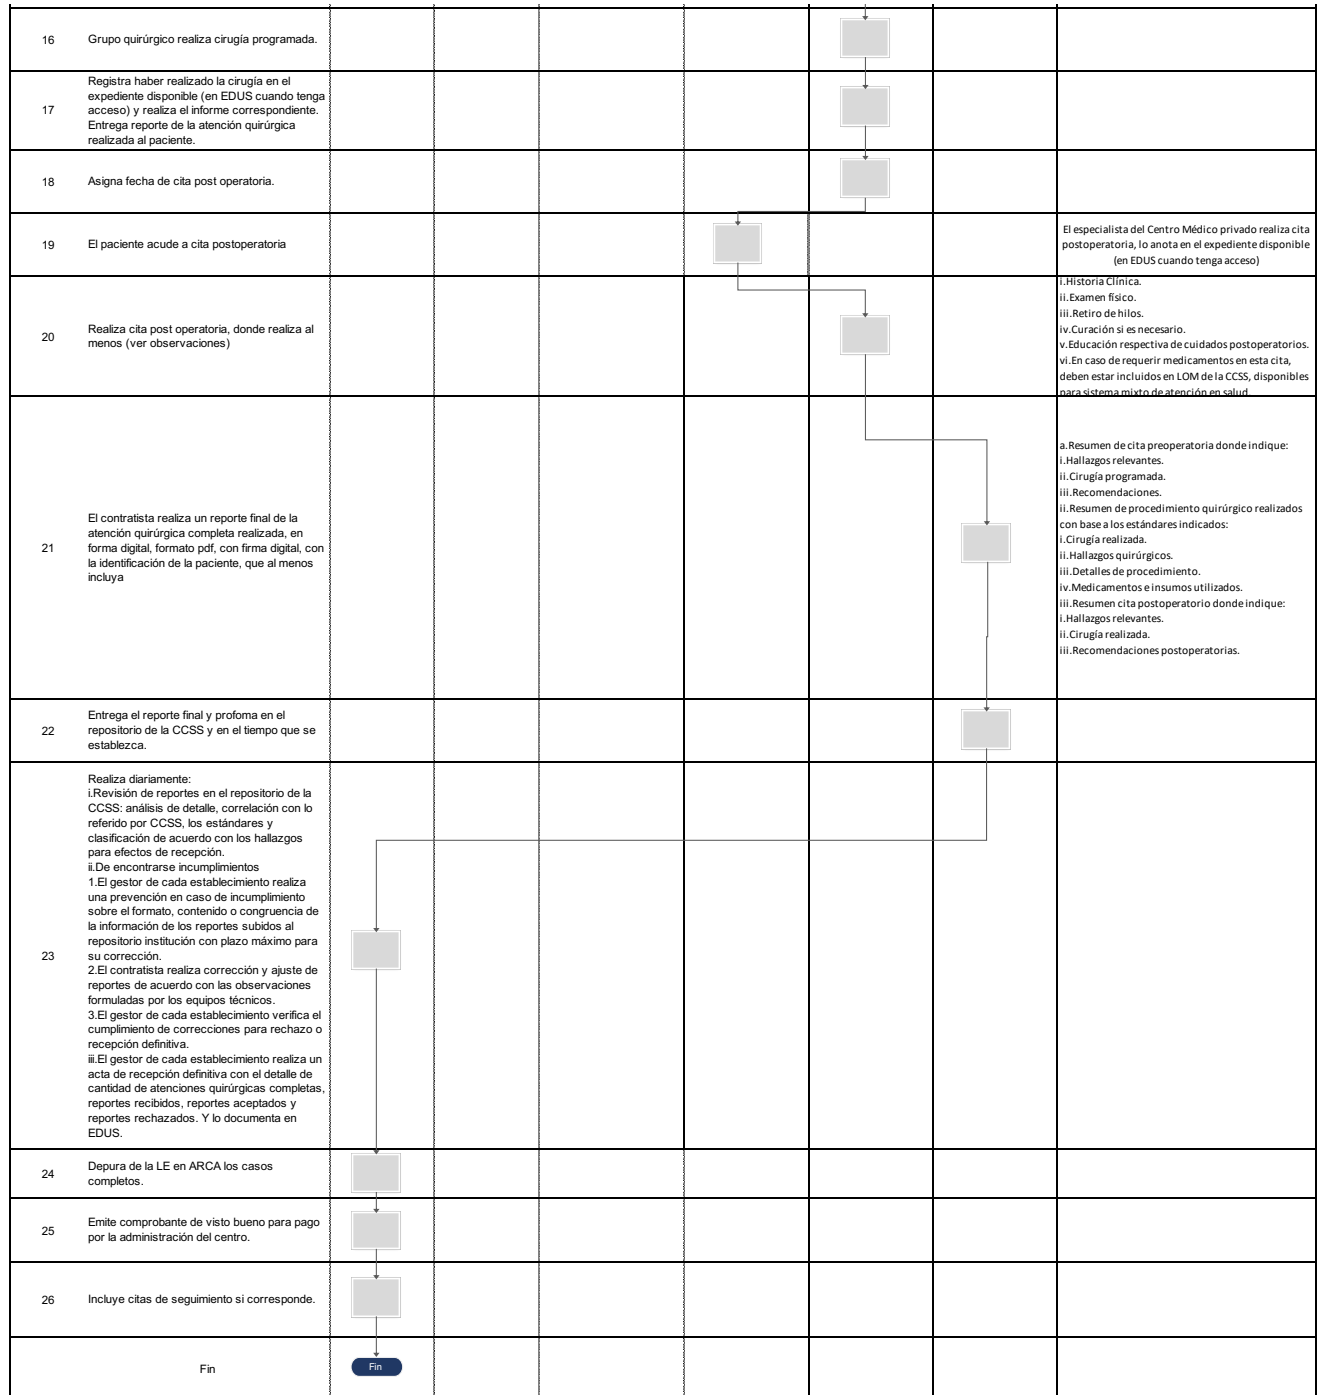 16
Grupo quirúrgico realiza cirugía programada.
17
Registra haber realizado la cirugía en el
expediente disponible (en EDUS cuando tenga
acceso) y realiza el informe correspondiente.
Entrega reporte de la atención quirúrgica
realizada al paciente.
18
Asigna fecha de cita post operatoria.
19
El paciente acude a cita postoperatoria
El especialista del Centro Médico privado realiza cita
postoperatoria, lo anota en el expediente disponible
(en EDUS cuando tenga acceso)
20
Realiza cita post operatoria, donde realiza al
menos (ver observaciones)
i.Historia Clínica.
ii.Examen físico.
iii.Retiro de hilos.
iv.Curación si es necesario.
v.Educación respectiva de cuidados postoperatorios.
vi.En caso de requerir medicamentos en esta cita,
deben estar incluidos en LOM de la CCSS, disponibles
para sistema mixto de atención en salud.
21
El contratista realiza un reporte final de la
atención quirúrgica completa realizada, en
forma digital, formato pdf, con firma digital, con
la identificación de la paciente, que al menos
incluya
a.Resumen de cita preoperatoria donde indique:
i.Hallazgos relevantes.
ii.Cirugía programada.
iii.Recomendaciones.
ii.Resumen de procedimiento quirúrgico realizados
con base a los estándares indicados:
i.Cirugía realizada.
ii.Hallazgos quirúrgicos.
iii.Detalles de procedimiento.
iv.Medicamentos e insumos utilizados.
iii.Resumen cita postoperatorio donde indique:
i.Hallazgos relevantes.
ii.Cirugía realizada.
iii.Recomendaciones postoperatorias.
22
Entrega el reporte final y profoma en el
repositorio de la CCSS y en el tiempo que se
establezca.
23
Realiza diariamente:
i.Revisión de reportes en el repositorio de la
CCSS: análisis de detalle, correlación con lo
referido por CCSS, los estándares y
clasificación de acuerdo con los hallazgos
para efectos de recepción.
ii.De encontrarse incumplimientos
1.El gestor de cada establecimiento realiza
una prevención en caso de incumplimiento
sobre el formato, contenido o congruencia de
la información de los reportes subidos al
repositorio institución con plazo máximo para
su corrección.
2.El contratista realiza corrección y ajuste de
reportes de acuerdo con las observaciones
formuladas por los equipos técnicos.
3.El gestor de cada establecimiento verifica el
cumplimiento de correcciones para rechazo o
recepción definitiva.
iii.El gestor de cada establecimiento realiza un
acta de recepción definitiva con el detalle de
cantidad de atenciones quirúrgicas completas,
reportes recibidos, reportes aceptados y
reportes rechazados. Y lo documenta en
EDUS.
24
Depura de la LE en ARCA los casos
completos.
25
Emite comprobante de visto bueno para pago
por la administración del centro.
26
Incluye citas de seguimiento si corresponde.
Fin
Fin